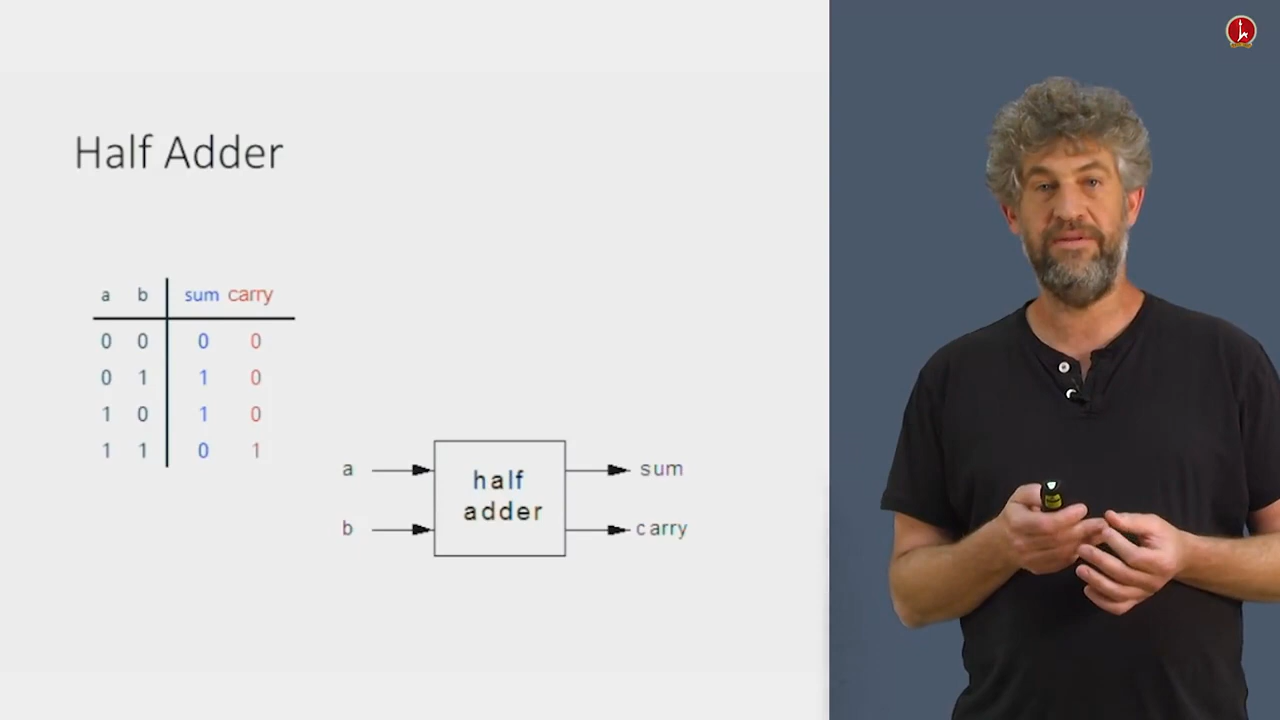 Half Adder
a b sum carry
0 0 0 0
0 1 1 0
1 0 1 0
1 1 0 1
a half adder sum
b carry